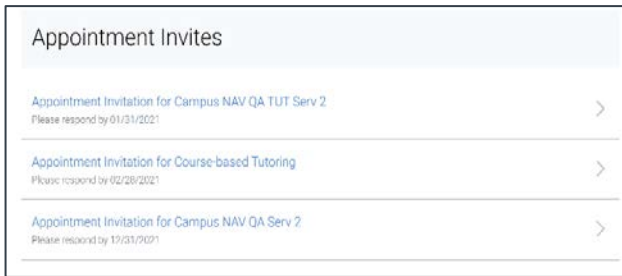 Appointment Invites
Appointment Invitation for Campus NAV QA TUT Serv 2
Please respond by 01/31/2021
Appointment Invitation for Course-based Tutoring
Please respond by 02/28/2021
Appointment Invitation for Campus NAV QA Serv 2
Please respond by 12/31/2021